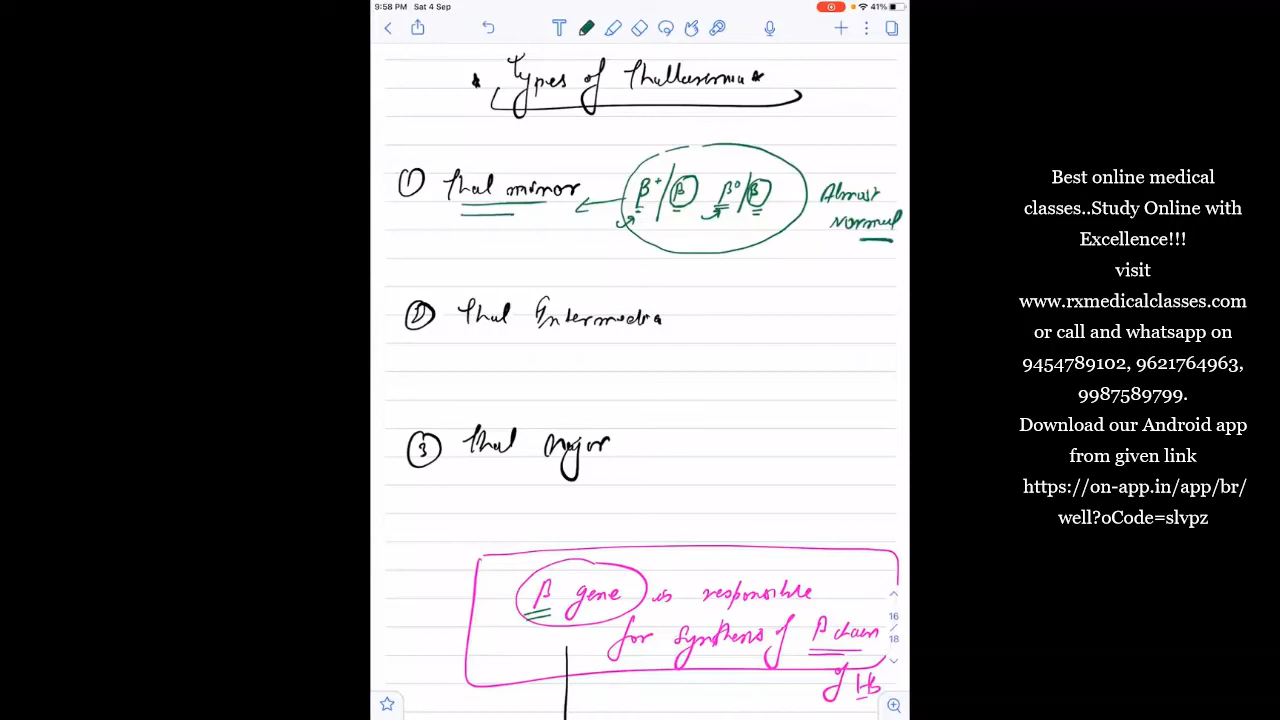 9:58 PM Sat 4 Sep
41%
Types of Thallassemia
① Thal minor
β⁺/β β⁰/β
Almost
Normal
② Thal Intermedia
③ Thal Major
β gene is responsible
for synthesis of β chain
of Hb
16
/
18
Best online medical
classes..Study Online with
Excellence!!!
visit
www.rxmedicalclasses.com
or call and whatsapp on
9454789102, 9621764963,
9987589799.
Download our Android app
from given link
https://on-app.in/app/br/
well?oCode=slvpz